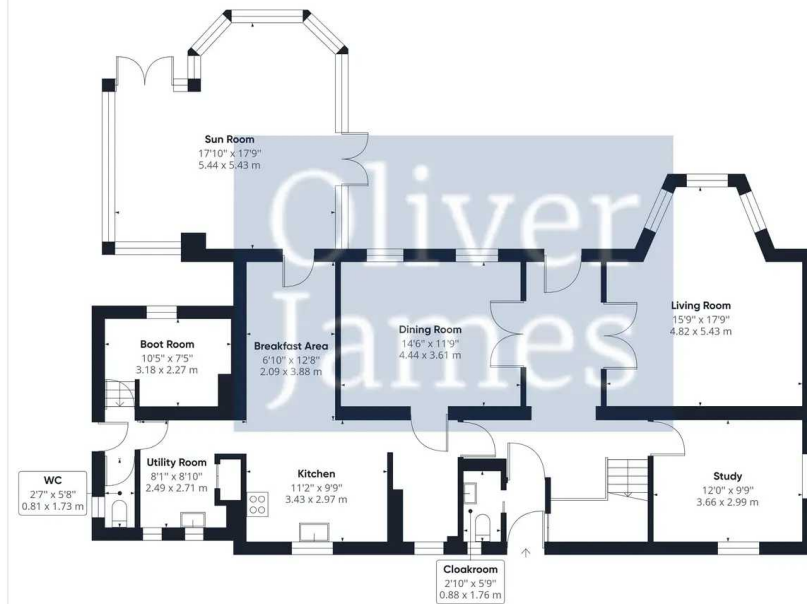 Sun Room
17'10" x 17'9"
5.44 x 5.43 m
Oliver
James
Living Room
15'9" x 17'9"
4.82 x 5.43 m
Dining Room
14'6" x 11'9"
4.44 x 3.61 m
Breakfast Area
6'10" x 12'8"
2.09 x 3.88 m
Boot Room
10'5" x 7'5"
3.18 x 2.27 m
WC
2'7" x 5'8"
0.81 x 1.73 m
Utility Room
8'1" x 8'10"
2.49 x 2.71 m
Kitchen
11'2" x 9'9"
3.43 x 2.97 m
Study
12'0" x 9'9"
3.66 x 2.99 m
Cloakroom
2'10" x 5'9"
0.88 x 1.76 m